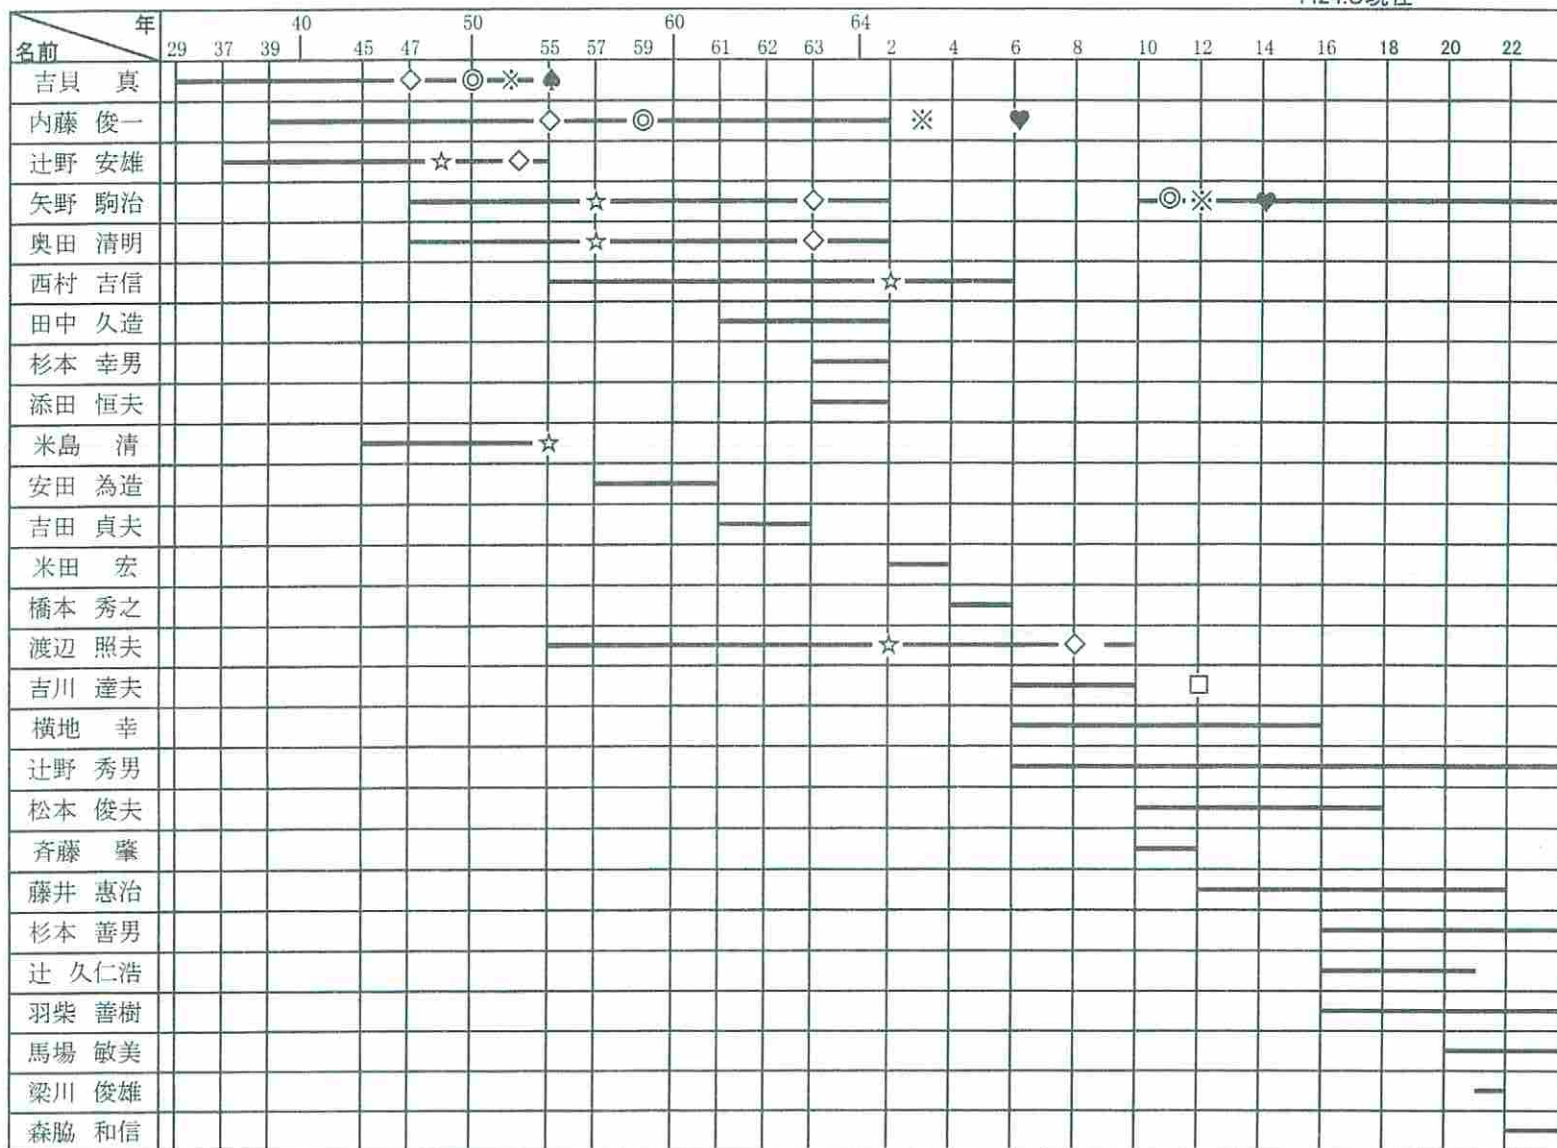 年
40 50 60 64
名前 29 37 39 45 47 55 57 59 61 62 63 2 4 6 8 10 12 14 16 18 20 22
吉貝 真 ◇ ◎ ※ ♠
内藤 俊一 ◇ ◎ ※ ♥
辻野 安雄 ☆ ◇
矢野 駒治 ☆ ◇ ◎ ※ ♥
奥田 清明 ☆ ◇
西村 吉信 ☆
田中 久造
杉本 幸男
添田 恒夫
米島 清 ☆
安田 為造
吉田 貞夫
米田 宏
橋本 秀之
渡辺 照夫 ☆ ◇
吉川 達夫 □
横地 幸
辻野 秀男
松本 俊夫
斉藤 肇
藤井 惠治
杉本 善男
辻 久仁浩
羽柴 善樹
馬場 敏美
梁川 俊雄
森脇 和信